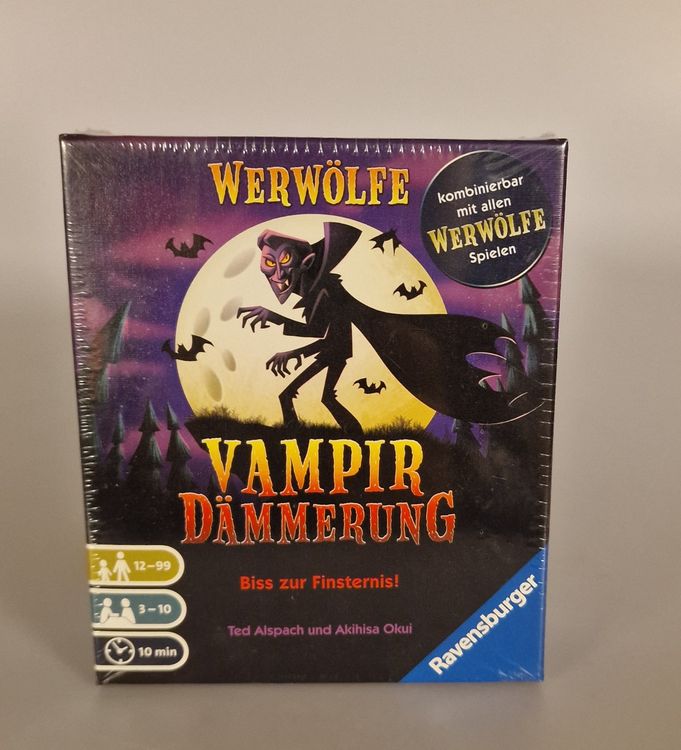 WERWÖLFE
kombinierbar
mit allen
WERWÖLFE
Spielen
VAMPIR
DÄMMERUNG
Biss zur Finsternis!
Ted Alspach und Akihisa Okui
12–99
3–10
10 min
Ravensburger